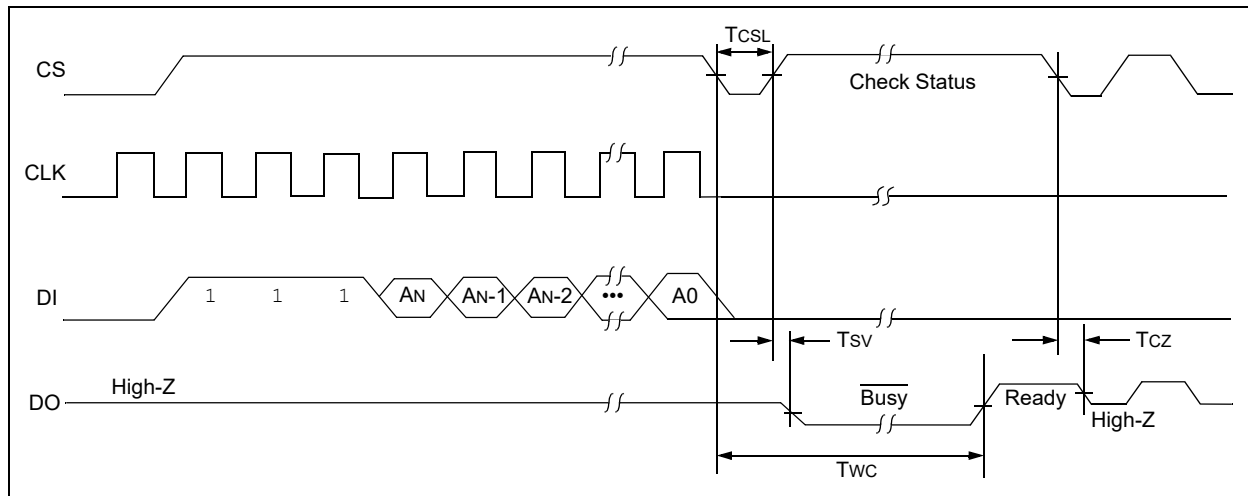 TCSL
CS
Check Status
CLK
DI
1 1 1 AN AN-1 AN-2 ••• A0
TSV
TCZ
DO
High-Z
Busy
Ready
High-Z
TWC